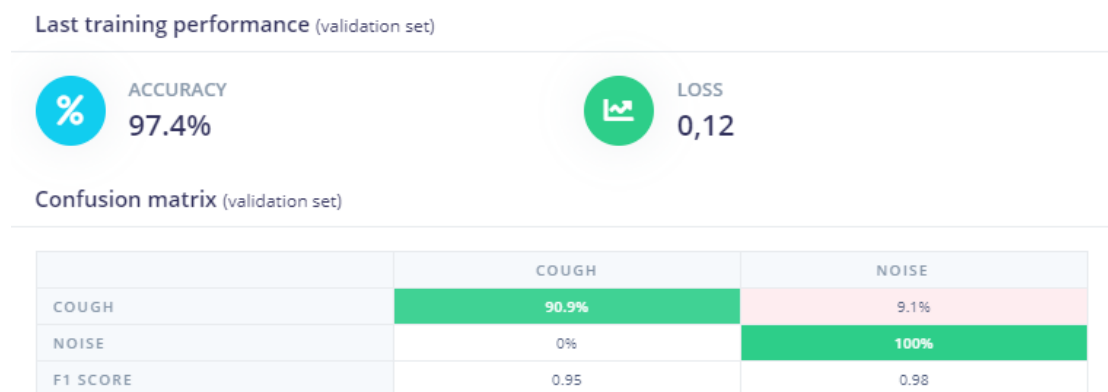 Last training performance (validation set)
ACCURACY
97.4%
LOSS
0,12
Confusion matrix (validation set)
COUGH NOISE
COUGH 90.9% 9.1%
NOISE 0% 100%
F1 SCORE 0.95 0.98